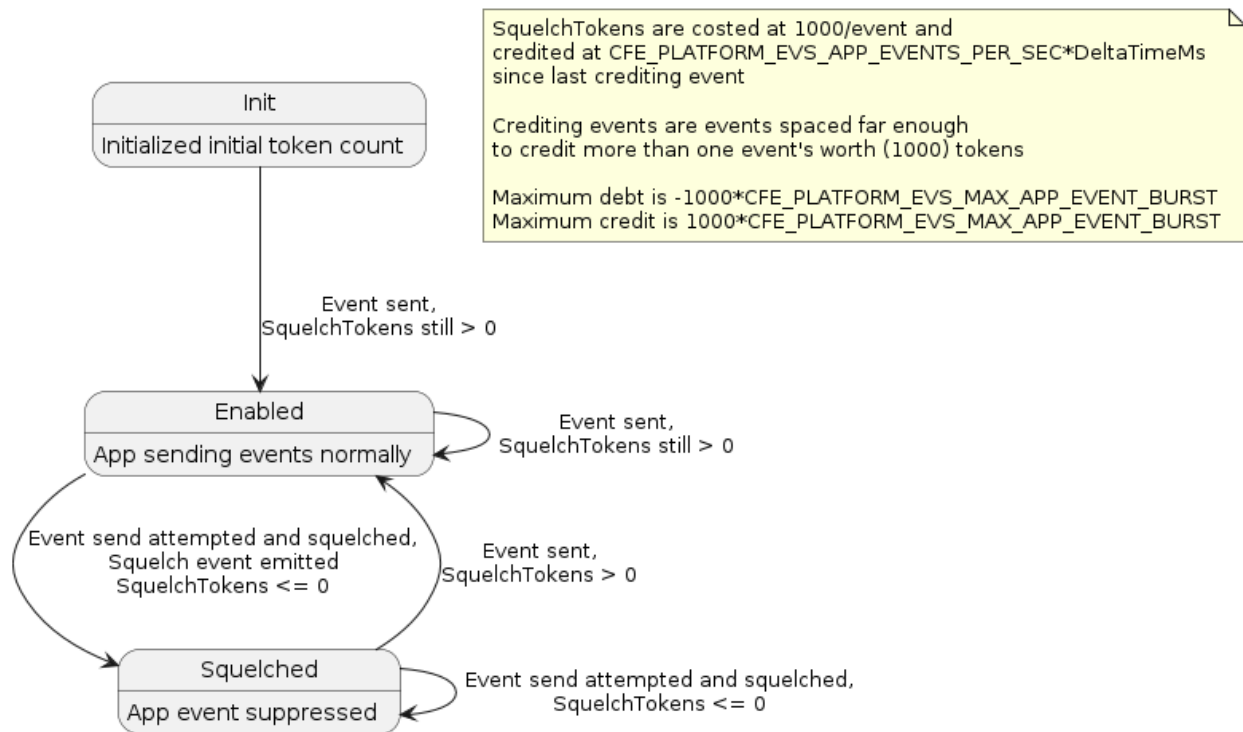 SquelchTokens are costed at 1000/event and
credited at CFE_PLATFORM_EVS_APP_EVENTS_PER_SEC*DeltaTimeMs
since last crediting event
Crediting events are events spaced far enough
to credit more than one event's worth (1000) tokens
Maximum debt is -1000*CFE_PLATFORM_EVS_MAX_APP_EVENT_BURST
Maximum credit is 1000*CFE_PLATFORM_EVS_MAX_APP_EVENT_BURST
Init
Initialized initial token count
Event sent,
SquelchTokens still > 0
Enabled
App sending events normally
Event sent,
SquelchTokens still > 0
Event send attempted and squelched,
Squelch event emitted
SquelchTokens <= 0
Event sent,
SquelchTokens > 0
Squelched
App event suppressed
Event send attempted and squelched,
SquelchTokens <= 0